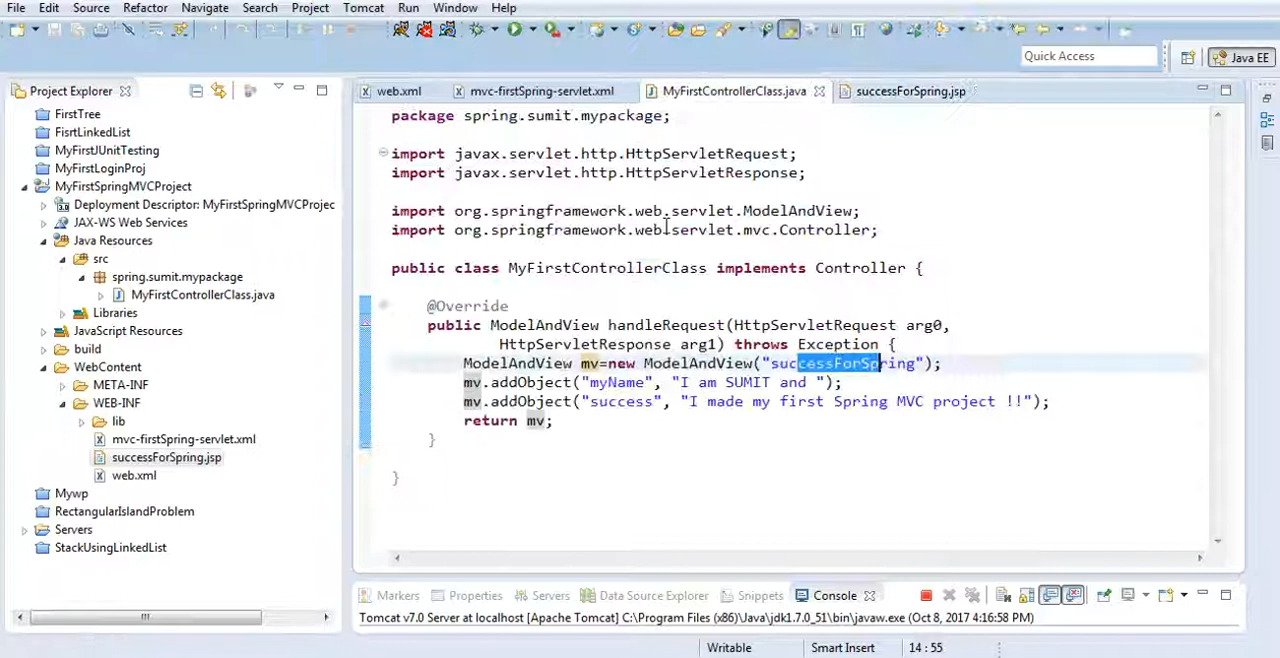 File Edit Source Refactor Navigate Search Project Tomcat Run Window Help
Quick Access Java EE
Project Explorer
web.xml mvc-firstSpring-servlet.xml MyFirstControllerClass.java successForSpring.jsp
FirstTree
FisrtLinkedList
MyFirstJUnitTesting
MyFirstLoginProj
MyFirstSpringMVCProject
Deployment Descriptor: MyFirstSpringMVCProjec
JAX-WS Web Services
Java Resources
src
spring.sumit.mypackage
MyFirstControllerClass.java
Libraries
JavaScript Resources
build
WebContent
META-INF
WEB-INF
lib
mvc-firstSpring-servlet.xml
successForSpring.jsp
web.xml
Mywp
RectangularIslandProblem
Servers
StackUsingLinkedList
package spring.sumit.mypackage;
import javax.servlet.http.HttpServletRequest;
import javax.servlet.http.HttpServletResponse;
import org.springframework.web.servlet.ModelAndView;
import org.springframework.web.servlet.mvc.Controller;
public class MyFirstControllerClass implements Controller {
@Override
public ModelAndView handleRequest(HttpServletRequest arg0,
HttpServletResponse arg1) throws Exception {
ModelAndView mv=new ModelAndView("successForSpring");
mv.addObject("myName", "I am SUMIT and ");
mv.addObject("success", "I made my first Spring MVC project !!");
return mv;
}
}
Markers Properties Servers Data Source Explorer Snippets Console
Tomcat v7.0 Server at localhost [Apache Tomcat] C:\Program Files (x86)\Java\jdk1.7.0_51\bin\javaw.exe (Oct 8, 2017 4:16:58 PM)
Writable Smart Insert 14 : 55